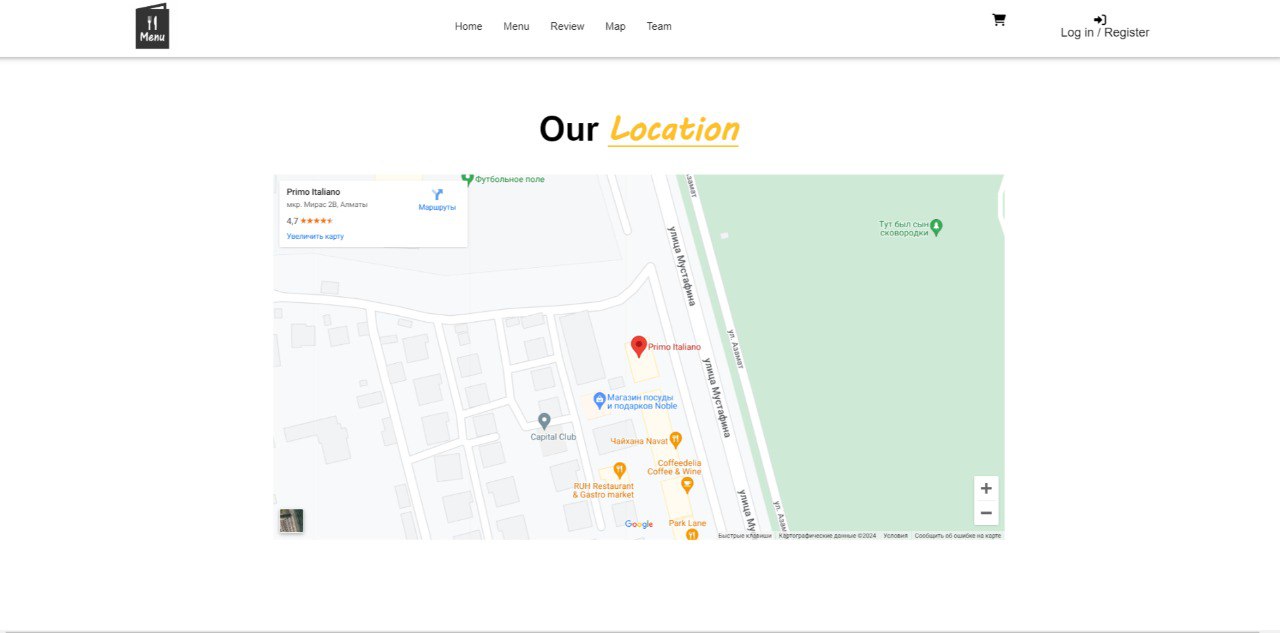 Menu
Home Menu Review Map Team
Log in / Register
Our Location
Primo Italiano
мкр. Мирас 2В, Алматы
4,7
Маршруты
Увеличить карту
Футбольное поле
азамат
Тут был сын
сковородки
улица Мустафина
ул. Азамат
Primo Italiano
улица Мустафина
Магазин посуды
и подарков Noble
Capital Club
Чайхана Navat
Coffeedelia
Coffee & Wine
RUH Restaurant
& Gastro market
улица Му
ул. Азам
Google
Park Lane
Быстрые клавиши Картографические данные ©2024 Условия Сообщить об ошибке на карте